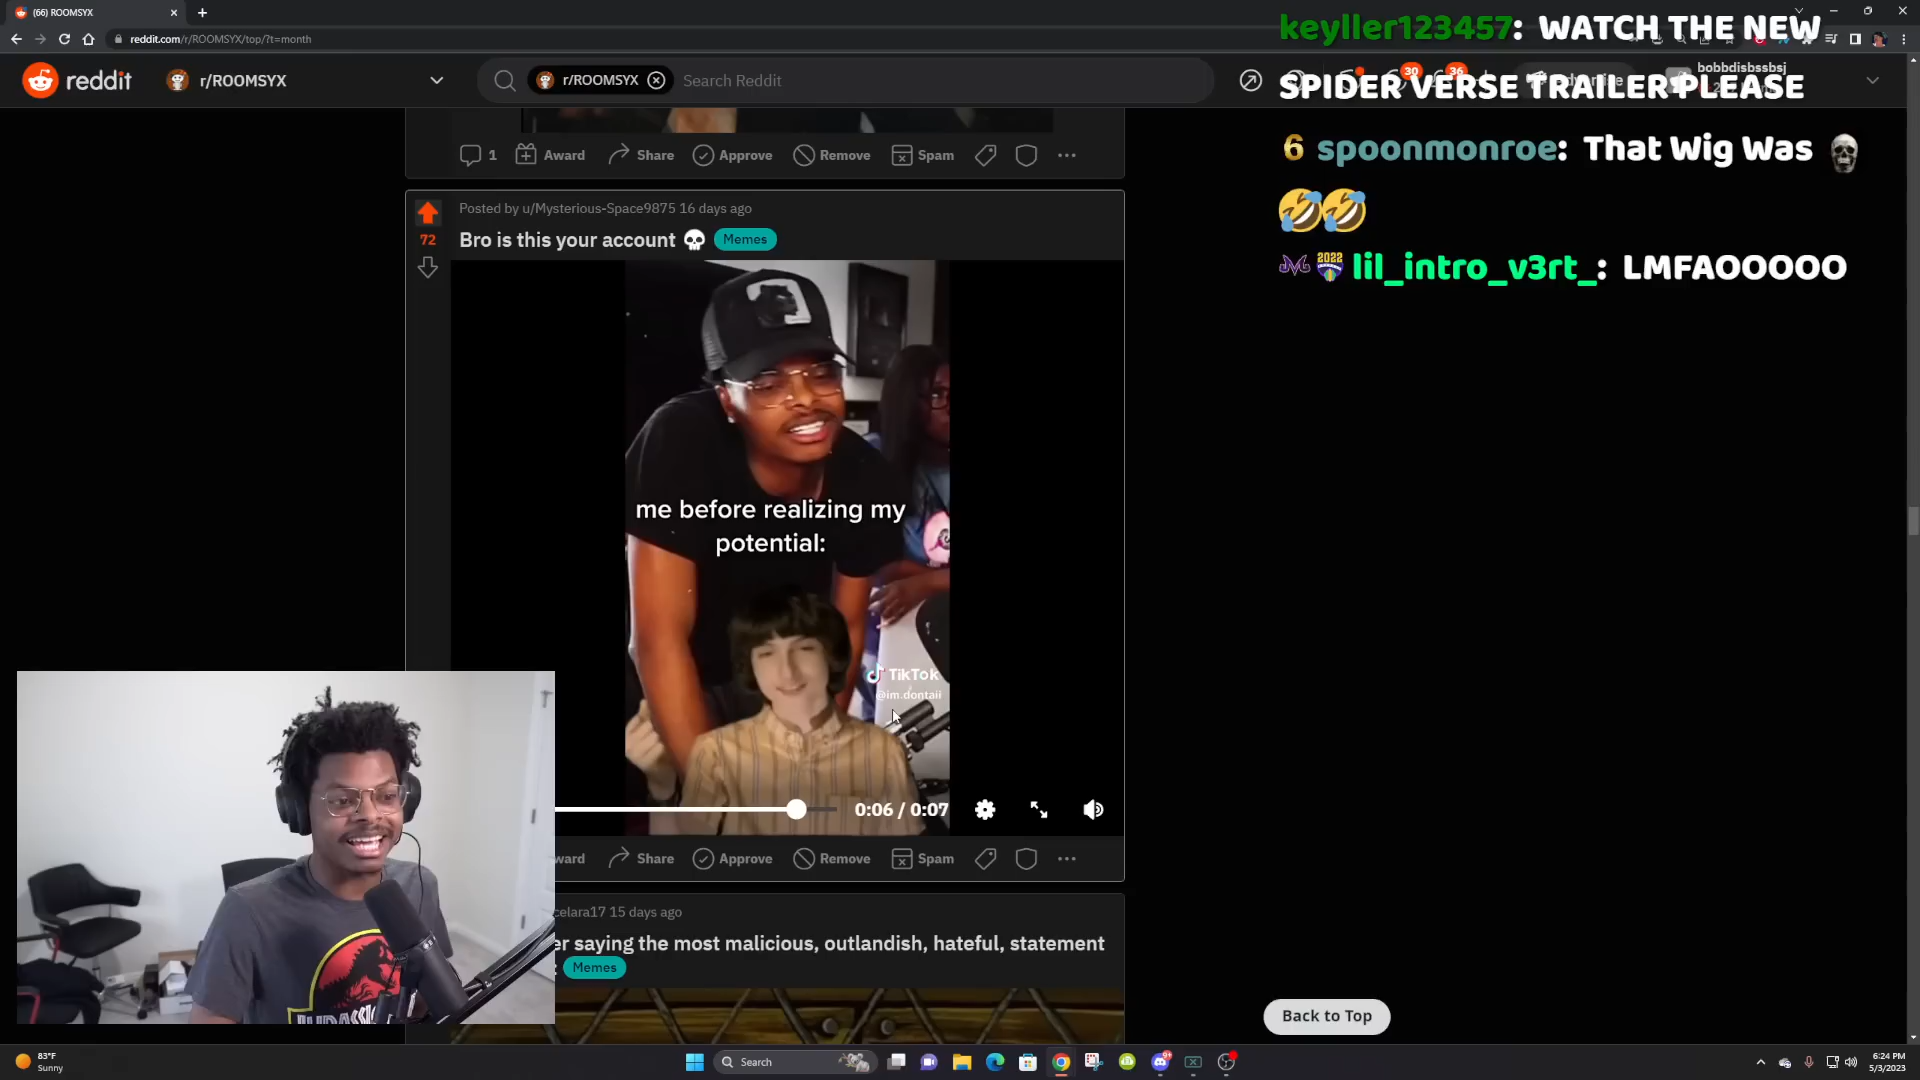 (66) ROOMSYX
reddit.com/r/ROOMSYX/top/?t=month
reddit
r/ROOMSYX
r/ROOMSYX
Search Reddit
30
36
bobbdisbssbsj
keyller123457: WATCH THE NEW
SPIDER VERSE TRAILER PLEASE
6 spoonmonroe: That Wig Was
2022 lil_intro_v3rt_: LMFAOOOOO
1
Award
Share
Approve
Remove
Spam
Posted by u/Mysterious-Space9875 16 days ago
72
Bro is this your account
Memes
me before realizing my
potential:
TikTok
@im.dontaii
0:06 / 0:07
ward
Share
Approve
Remove
Spam
celara17 15 days ago
er saying the most malicious, outlandish, hateful, statement
:
Memes
Back to Top
83°F
Sunny
Search
6:24 PM
5/3/2023